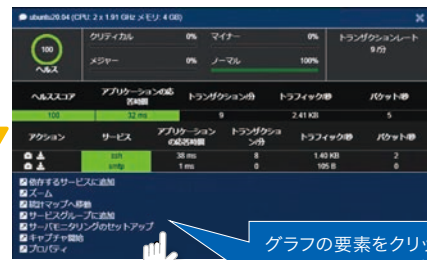 ubuntu20.04 (CPU: 2 x 1.91 GHz メモリ: 4 GB)
100
ヘルス
クリティカル 0% マイナー 0%
メジャー 0% ノーマル 100%
トランザクションレート
9 /分
ヘルススコア アプリケーションの応答時間 トランザクション/分 トラフィック/秒 パケット/秒
100 32 ms 9 2.41 KB 5
アクション サービス アプリケーションの応答時間 トランザクション/分 トラフィック/秒 パケット/秒
ssh 38 ms 8 1.40 KB 2
smtp 1 ms 0 105 B 0
依存するサービスに追加
ズーム
統計マップへ移動
サービスグループに追加
サーバモニタリングのセットアップ
キャプチャ開始
プロパティ
グラフの要素をクリッ